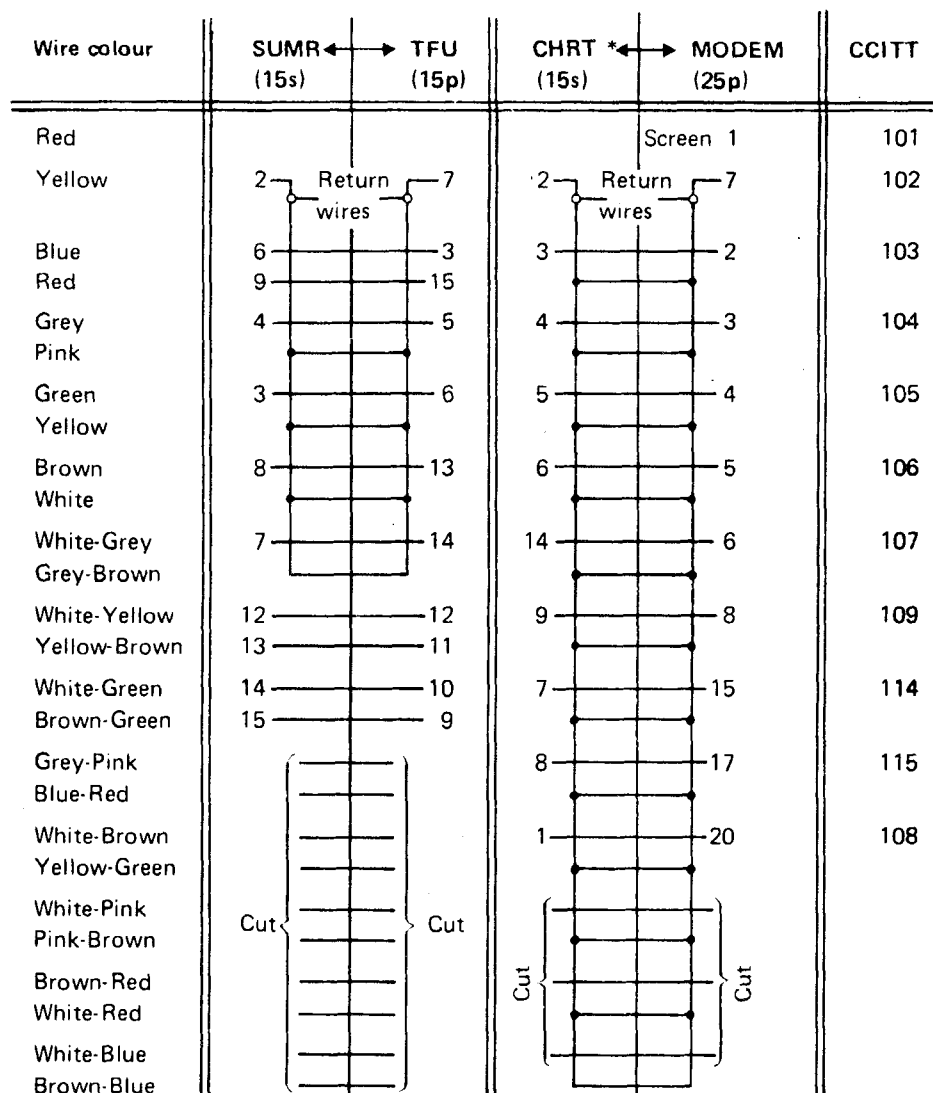 Wire colour SUMR TFU CHRT * MODEM CCITT
(15s) (15p) (15s) (25p)
Red Screen 1 101
Yellow 2 Return 7 2 Return 7 102
wires wires
Blue 6 3 3 2 103
Red 9 15
Grey 4 5 4 3 104
Pink
Green 3 6 5 4 105
Yellow
Brown 8 13 6 5 106
White
White-Grey 7 14 14 6 107
Grey-Brown
White-Yellow 12 12 9 8 109
Yellow-Brown 13 11
White-Green 14 10 7 15 114
Brown-Green 15 9
Grey-Pink 8 17 115
Blue-Red
White-Brown 1 20 108
Yellow-Green
White-Pink
Cut Cut
Pink-Brown
Brown-Red Cut Cut
White-Red
White-Blue
Brown-Blue